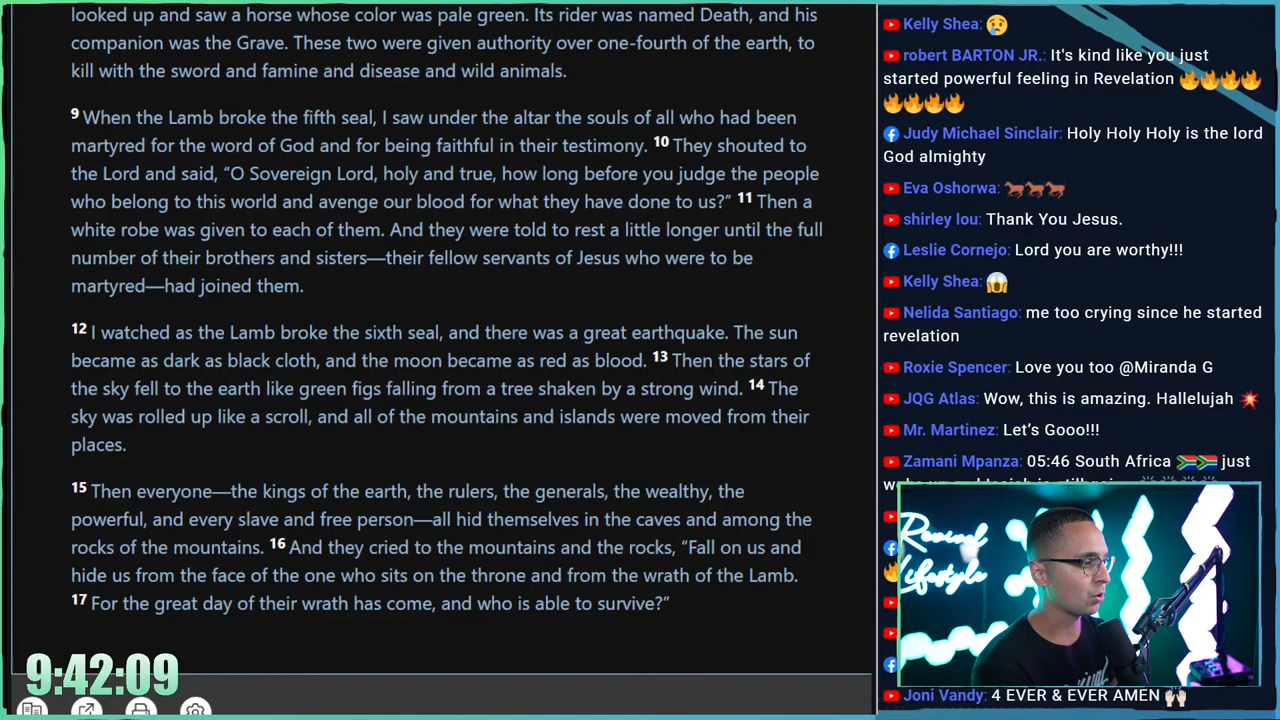 looked up and saw a horse whose color was pale green. Its rider was named Death, and his
companion was the Grave. These two were given authority over one-fourth of the earth, to
kill with the sword and famine and disease and wild animals.
9 When the Lamb broke the fifth seal, I saw under the altar the souls of all who had been
martyred for the word of God and for being faithful in their testimony. 10 They shouted to
the Lord and said, “O Sovereign Lord, holy and true, how long before you judge the people
who belong to this world and avenge our blood for what they have done to us?” 11 Then a
white robe was given to each of them. And they were told to rest a little longer until the full
number of their brothers and sisters—their fellow servants of Jesus who were to be
martyred—had joined them.
12 I watched as the Lamb broke the sixth seal, and there was a great earthquake. The sun
became as dark as black cloth, and the moon became as red as blood. 13 Then the stars of
the sky fell to the earth like green figs falling from a tree shaken by a strong wind. 14 The
sky was rolled up like a scroll, and all of the mountains and islands were moved from their
places.
15 Then everyone—the kings of the earth, the rulers, the generals, the wealthy, the
powerful, and every slave and free person—all hid themselves in the caves and among the
rocks of the mountains. 16 And they cried to the mountains and the rocks, “Fall on us and
hide us from the face of the one who sits on the throne and from the wrath of the Lamb.
17 For the great day of their wrath has come, and who is able to survive?”
9:42:09
Kelly Shea: 😢
robert BARTON JR.: It's kind like you just
started powerful feeling in Revelation 🔥🔥🔥🔥
🔥🔥🔥🔥
Judy Michael Sinclair: Holy Holy Holy is the lord
God almighty
Eva Oshorwa: 🐎🐎🐎
shirley lou: Thank You Jesus.
Leslie Cornejo: Lord you are worthy!!!
Kelly Shea: 😱
Nelida Santiago: me too crying since he started
revelation
Roxie Spencer: Love you too @Miranda G
JQG Atlas: Wow, this is amazing. Hallelujah 💥
Mr. Martinez: Let’s Gooo!!!
Zamani Mpanza: 05:46 South Africa 🇿🇦🇿🇦 just
Revival
Lifestyle
Joni Vandy: 4 EVER & EVER AMEN 🙌🏻